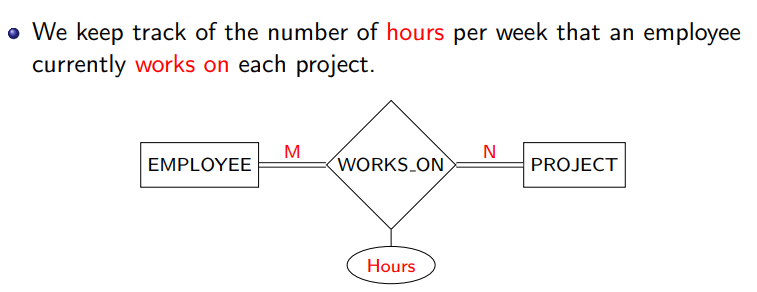 We keep track of the number of hours per week that an employee
currently works on each project.
M N
EMPLOYEE WORKS_ON PROJECT
Hours